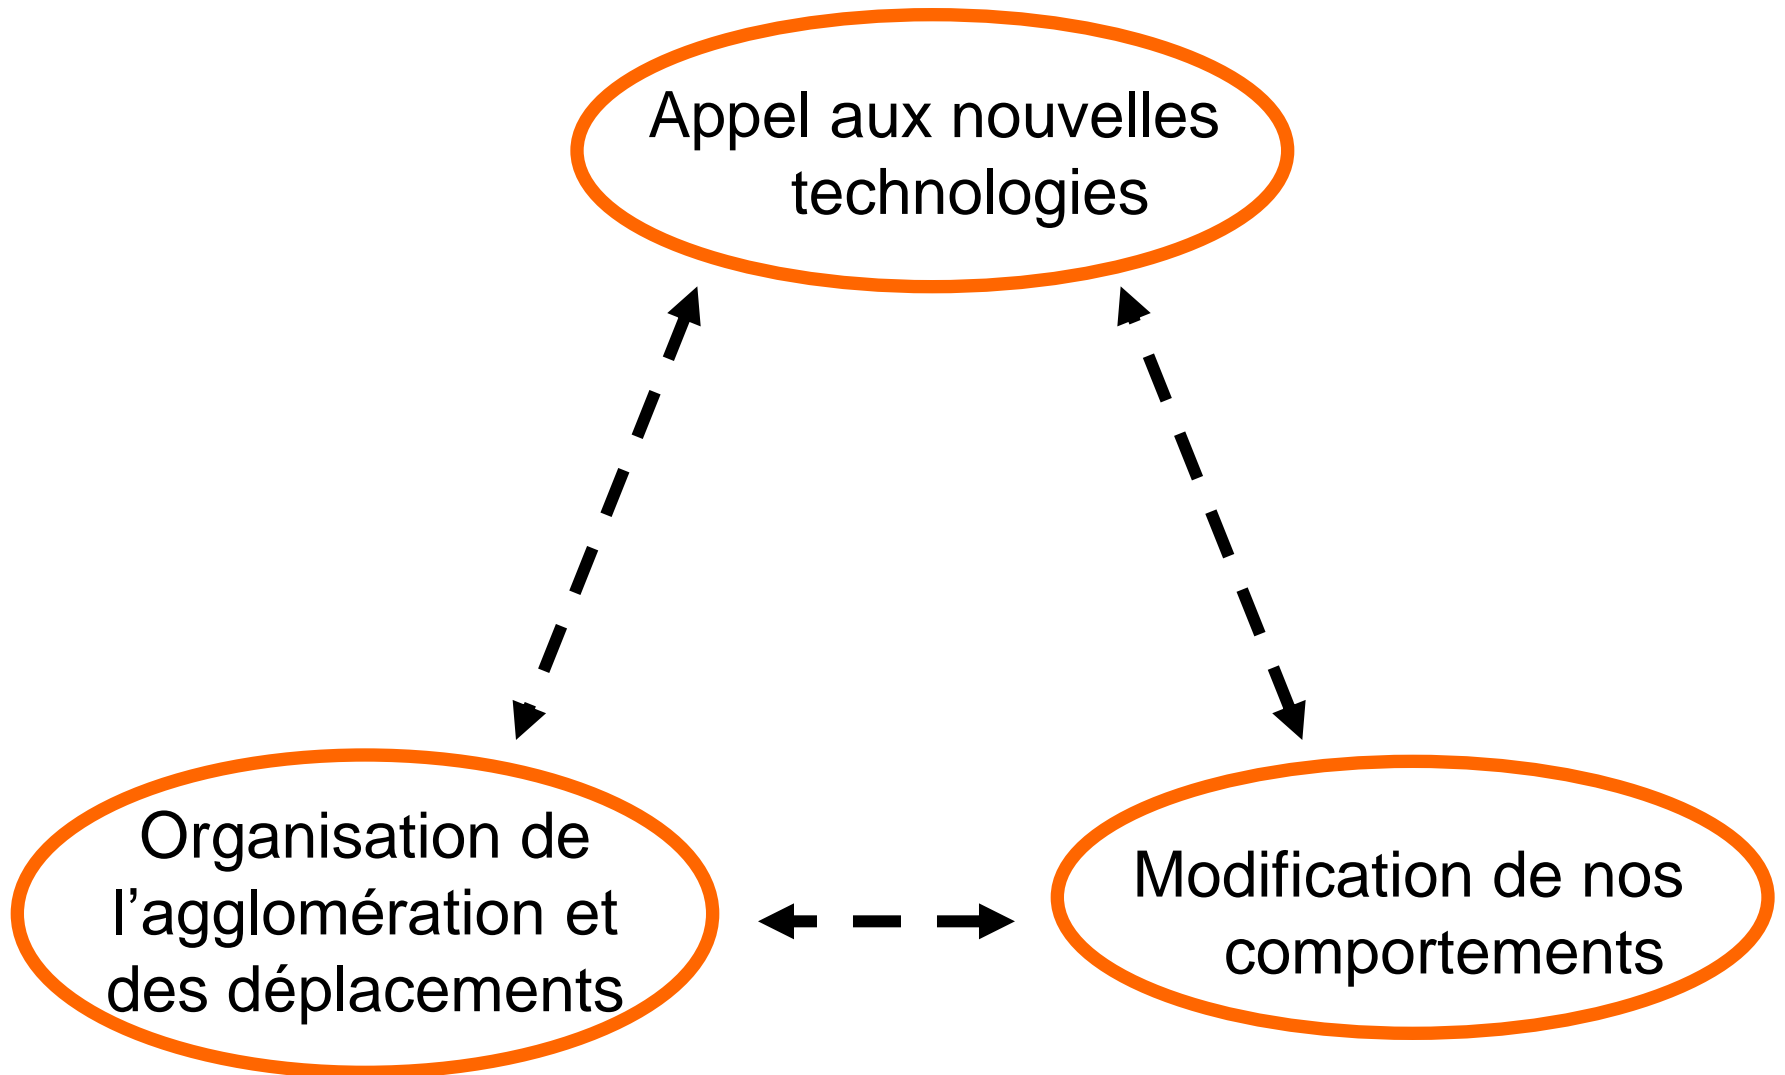 Appel aux nouvelles
technologies
Organisation de
l’agglomération et
des déplacements
Modification de nos
comportements